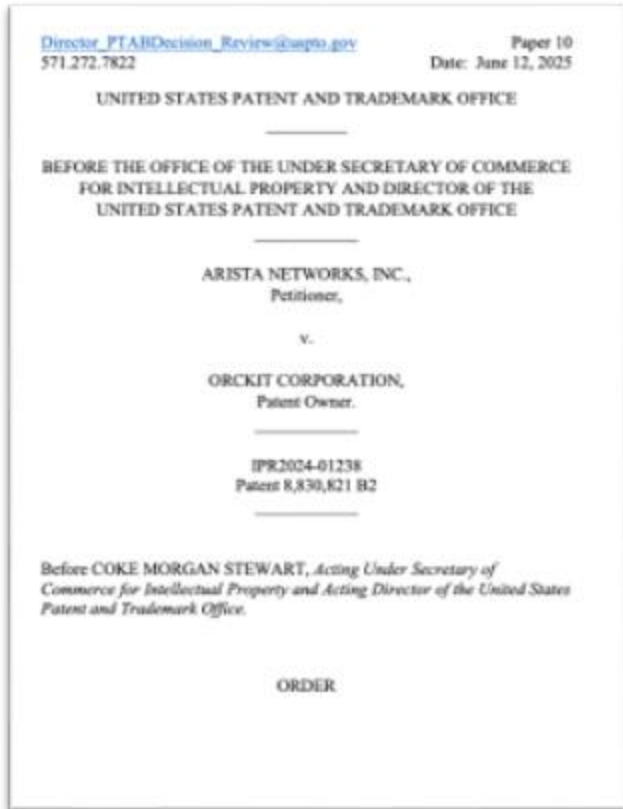 Director_PTABDecision_Review@uspto.gov Paper 10
571.272.7822 Date: June 12, 2025
UNITED STATES PATENT AND TRADEMARK OFFICE
BEFORE THE OFFICE OF THE UNDER SECRETARY OF COMMERCE
FOR INTELLECTUAL PROPERTY AND DIRECTOR OF THE
UNITED STATES PATENT AND TRADEMARK OFFICE
ARISTA NETWORKS, INC.,
Petitioner,
v.
ORCKIT CORPORATION,
Patent Owner.
IPR2024-01238
Patent 8,830,821 B2
Before COKE MORGAN STEWART, Acting Under Secretary of
Commerce for Intellectual Property and Acting Director of the United States
Patent and Trademark Office.
ORDER